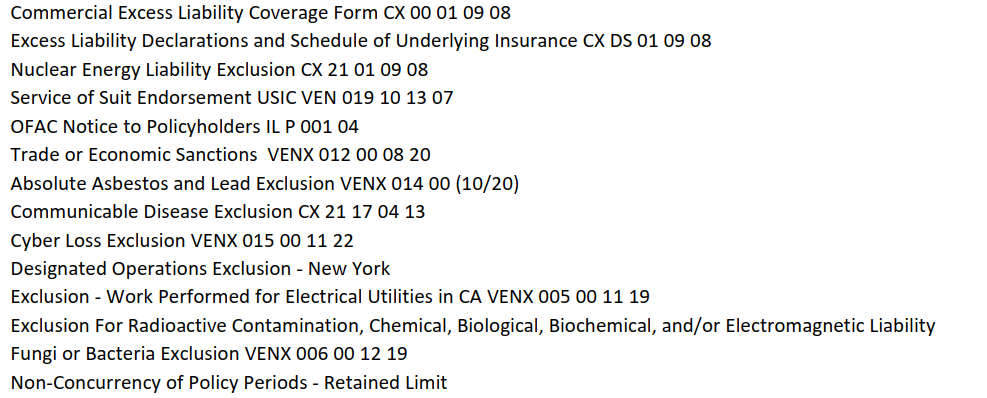 Commercial Excess Liability Coverage Form CX 00 01 09 08
Excess Liability Declarations and Schedule of Underlying Insurance CX DS 01 09 08
Nuclear Energy Liability Exclusion CX 21 01 09 08
Service of Suit Endorsement USIC VEN 019 10 13 07
OFAC Notice to Policyholders IL P 001 04
Trade or Economic Sanctions  VENX 012 00 08 20
Absolute Asbestos and Lead Exclusion VENX 014 00 (10/20)
Communicable Disease Exclusion CX 21 17 04 13
Cyber Loss Exclusion VENX 015 00 11 22
Designated Operations Exclusion - New York
Exclusion - Work Performed for Electrical Utilities in CA VENX 005 00 11 19
Exclusion For Radioactive Contamination, Chemical, Biological, Biochemical, and/or Electromagnetic Liability
Fungi or Bacteria Exclusion VENX 006 00 12 19
Non-Concurrency of Policy Periods - Retained Limit